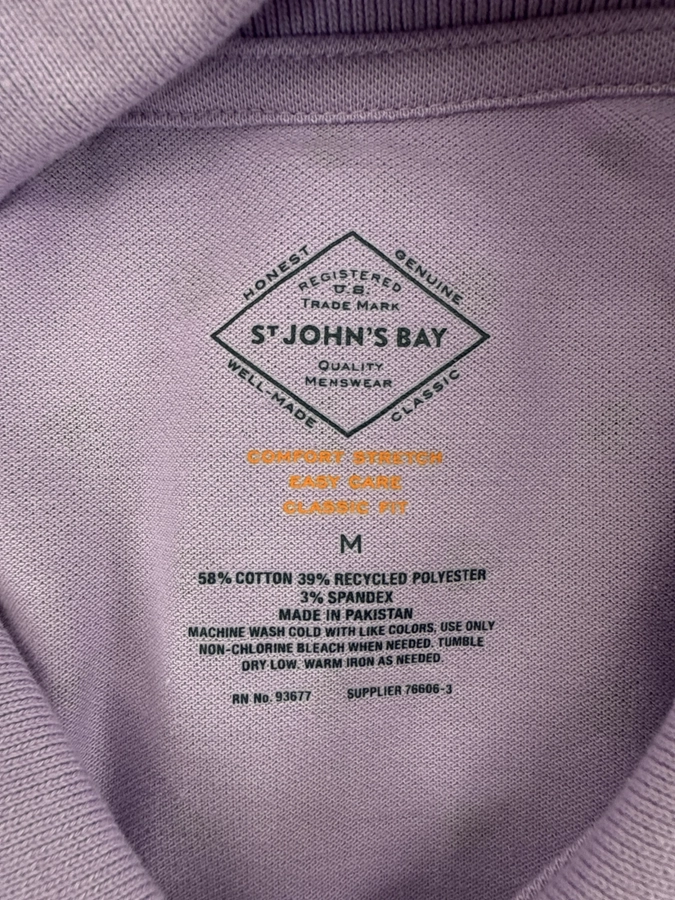 HONEST
GENUINE
REGISTERED
U.S.
TRADE MARK
ST JOHN'S BAY
QUALITY
MENSWEAR
WELL-MADE
CLASSIC
COMFORT STRETCH
EASY CARE
CLASSIC FIT
M
58% COTTON 39% RECYCLED POLYESTER
3% SPANDEX
MADE IN PAKISTAN
MACHINE WASH COLD WITH LIKE COLORS, USE ONLY
NON-CHLORINE BLEACH WHEN NEEDED. TUMBLE
DRY LOW. WARM IRON AS NEEDED.
RN No. 93677 SUPPLIER 76606-3